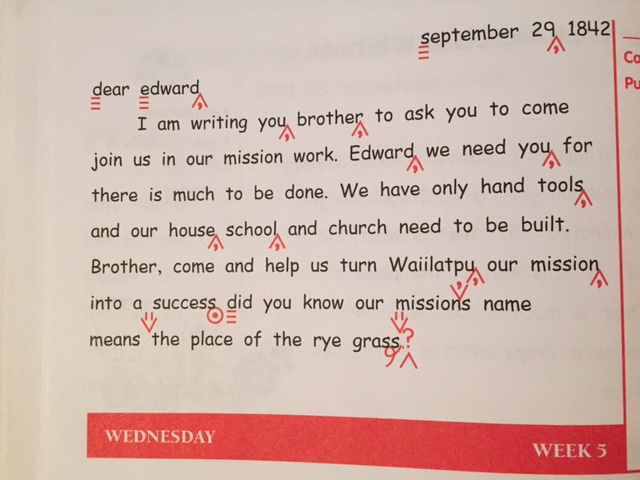 september 29, 1842
dear edward,
I am writing you, brother, to ask you to come
join us in our mission work. Edward, we need you, for
there is much to be done. We have only hand tools,
and our house, school, and church need to be built.
Brother, come and help us turn Waiilatpu, our mission,
into a "success⊙ did you know our mission's name
means "the place of the rye grass."?
WEDNESDAY
WEEK 5
Ca
Pu